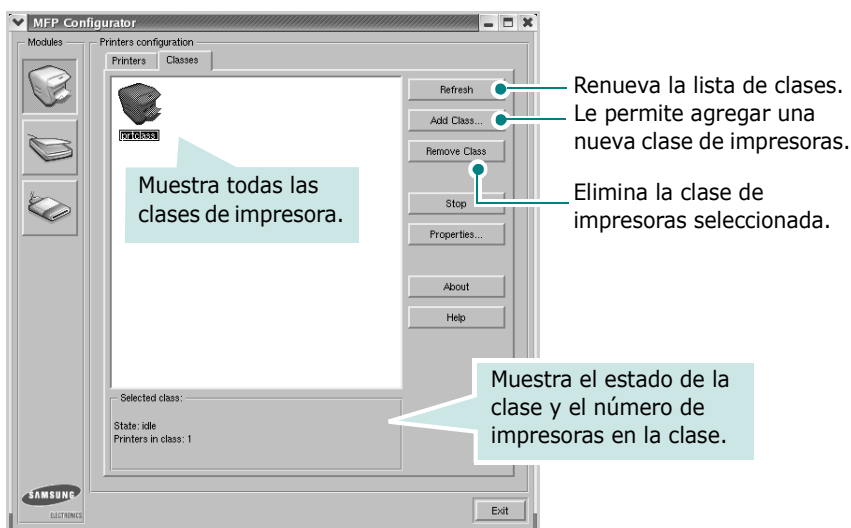 MFP Configurator
Modules
Printers configuration
Printers
Classes
prtclass
Muestra todas las
clases de impresora.
Refresh
Add Class...
Remove Class
Stop
Properties...
About
Help
Renueva la lista de clases.
Le permite agregar una
nueva clase de impresoras.
Elimina la clase de
impresoras seleccionada.
Selected class:
State: idle
Printers in class: 1
Muestra el estado de la
clase y el número de
impresoras en la clase.
SAMSUNG
ELECTRONICS
Exit